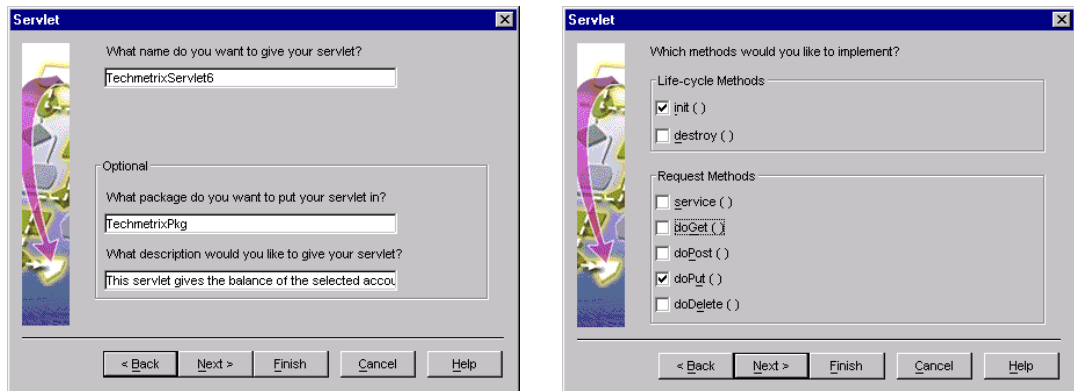 Servlet
What name do you want to give your servlet?
TechmetrixServlet6
Optional
What package do you want to put your servlet in?
TechmetrixPkg
What description would you like to give your servlet?
This servlet gives the balance of the selected accou
< Back Next > Finish Cancel Help
Servlet
Which methods would you like to implement?
Life-cycle Methods
init ( )
destroy ( )
Request Methods
service ( )
doGet ( )
doPost ( )
doPut ( )
doDelete ( )
< Back Next > Finish Cancel Help